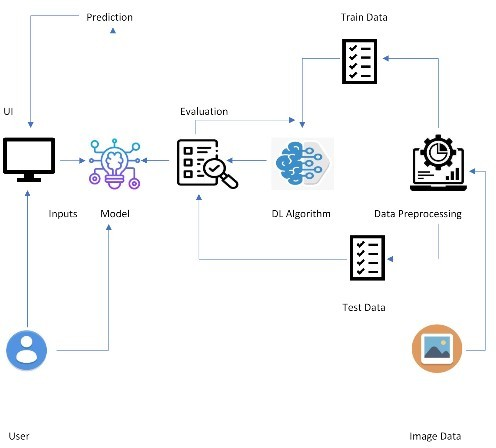 Prediction
Train Data
UI
Evaluation
Inputs
Model
DL Algorithm
Data Preprocessing
Test Data
User
Image Data